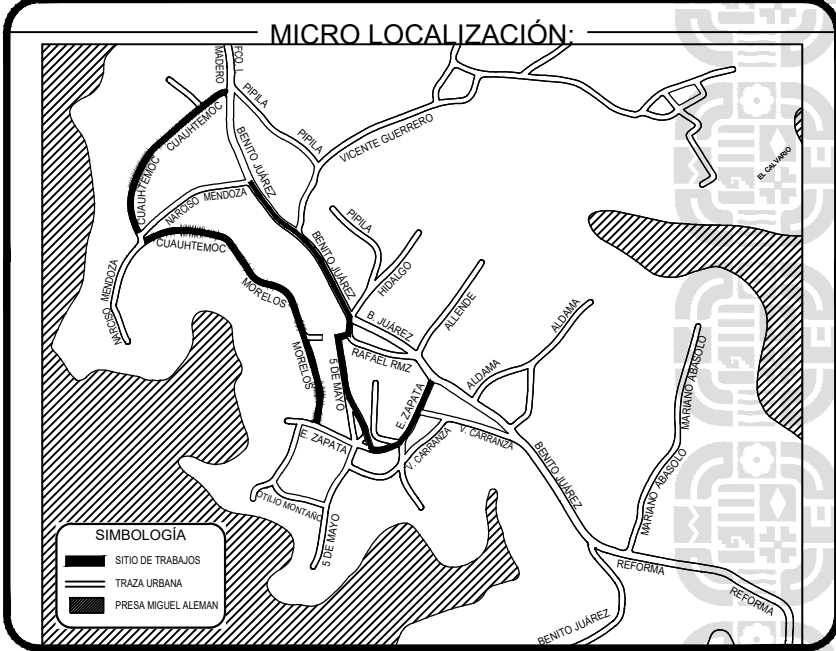 MICRO LOCALIZACIÓN:
FCO. I.
MADERO
PIPILA
CUAUHTEMOC
PIPILA
BENITO JUÁREZ
VICENTE GUERRERO
EL CALVARIO
CUAUHTEMOC
NARCISO MENDOZA
PIPILA
CUAUHTEMOC
BENITO JUÁREZ
HIDALGO
NARCISO MENDOZA
MORELOS
ALLENDE
B. JUÁREZ
ALDAMA
MORELOS
RAFAEL RMZ
5 DE MAYO
ALDAMA
MARIANO ABASOLO
E. ZAPATA
E. ZAPATA
V. CARRANZA
V. CARRANZA
BENITO JUÁREZ
MARIANO ABASOLO
OTILIO MONTAÑO
5 DE MAYO
REFORMA
REFORMA
BENITO JUÁREZ
SIMBOLOGÍA
SITIO DE TRABAJOS
TRAZA URBANA
PRESA MIGUEL ALEMAN